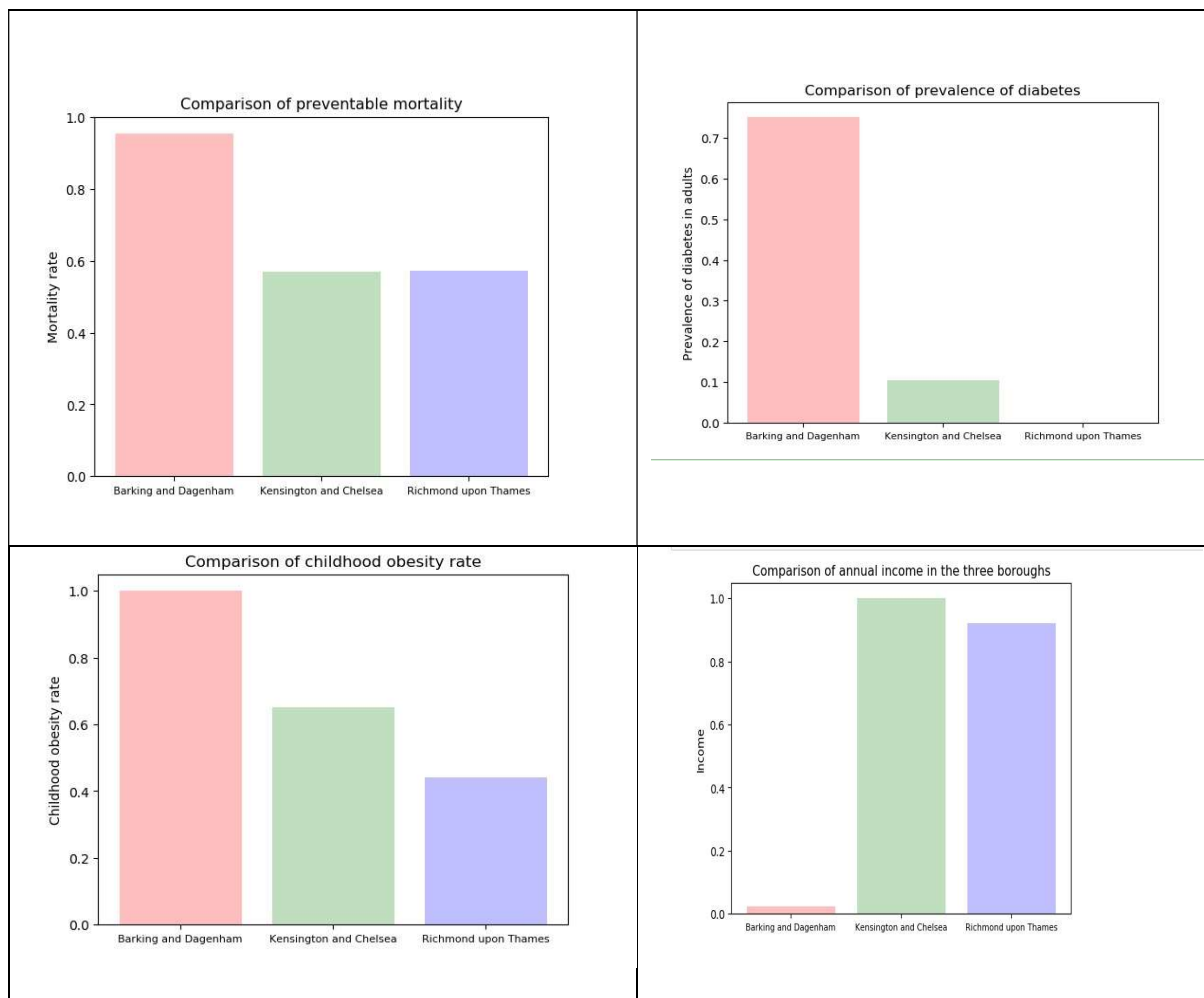 Comparison of preventable mortality
1.0
0.8
0.6
0.4
0.2
0.0
Mortality rate
Barking and Dagenham Kensington and Chelsea Richmond upon Thames
Comparison of prevalence of diabetes
0.7
0.6
0.5
0.4
0.3
0.2
0.1
0.0
Prevalence of diabetes in adults
Barking and Dagenham Kensington and Chelsea Richmond upon Thames
Comparison of childhood obesity rate
1.0
0.8
0.6
0.4
0.2
0.0
Childhood obesity rate
Barking and Dagenham Kensington and Chelsea Richmond upon Thames
Comparison of annual income in the three boroughs
1.0
0.8
0.6
0.4
0.2
0.0
Income
Barking and Dagenham Kensington and Chelsea Richmond upon Thames